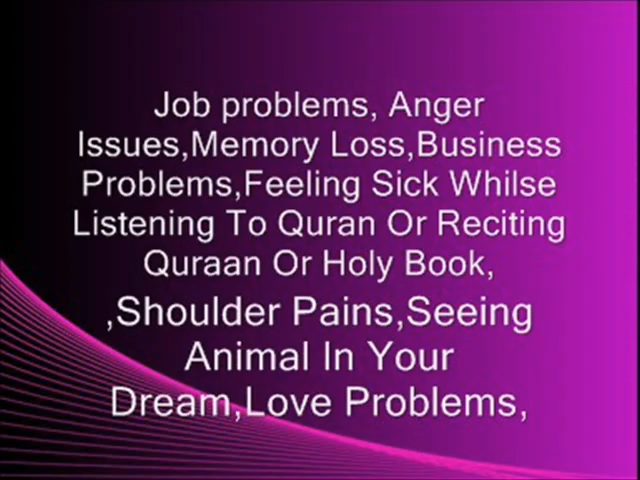 Job problems, Anger
Issues,Memory Loss,Business
Problems,Feeling Sick Whilse
Listening To Quran Or Reciting
Quraan Or Holy Book,
,Shoulder Pains,Seeing
Animal In Your
Dream,Love Problems,